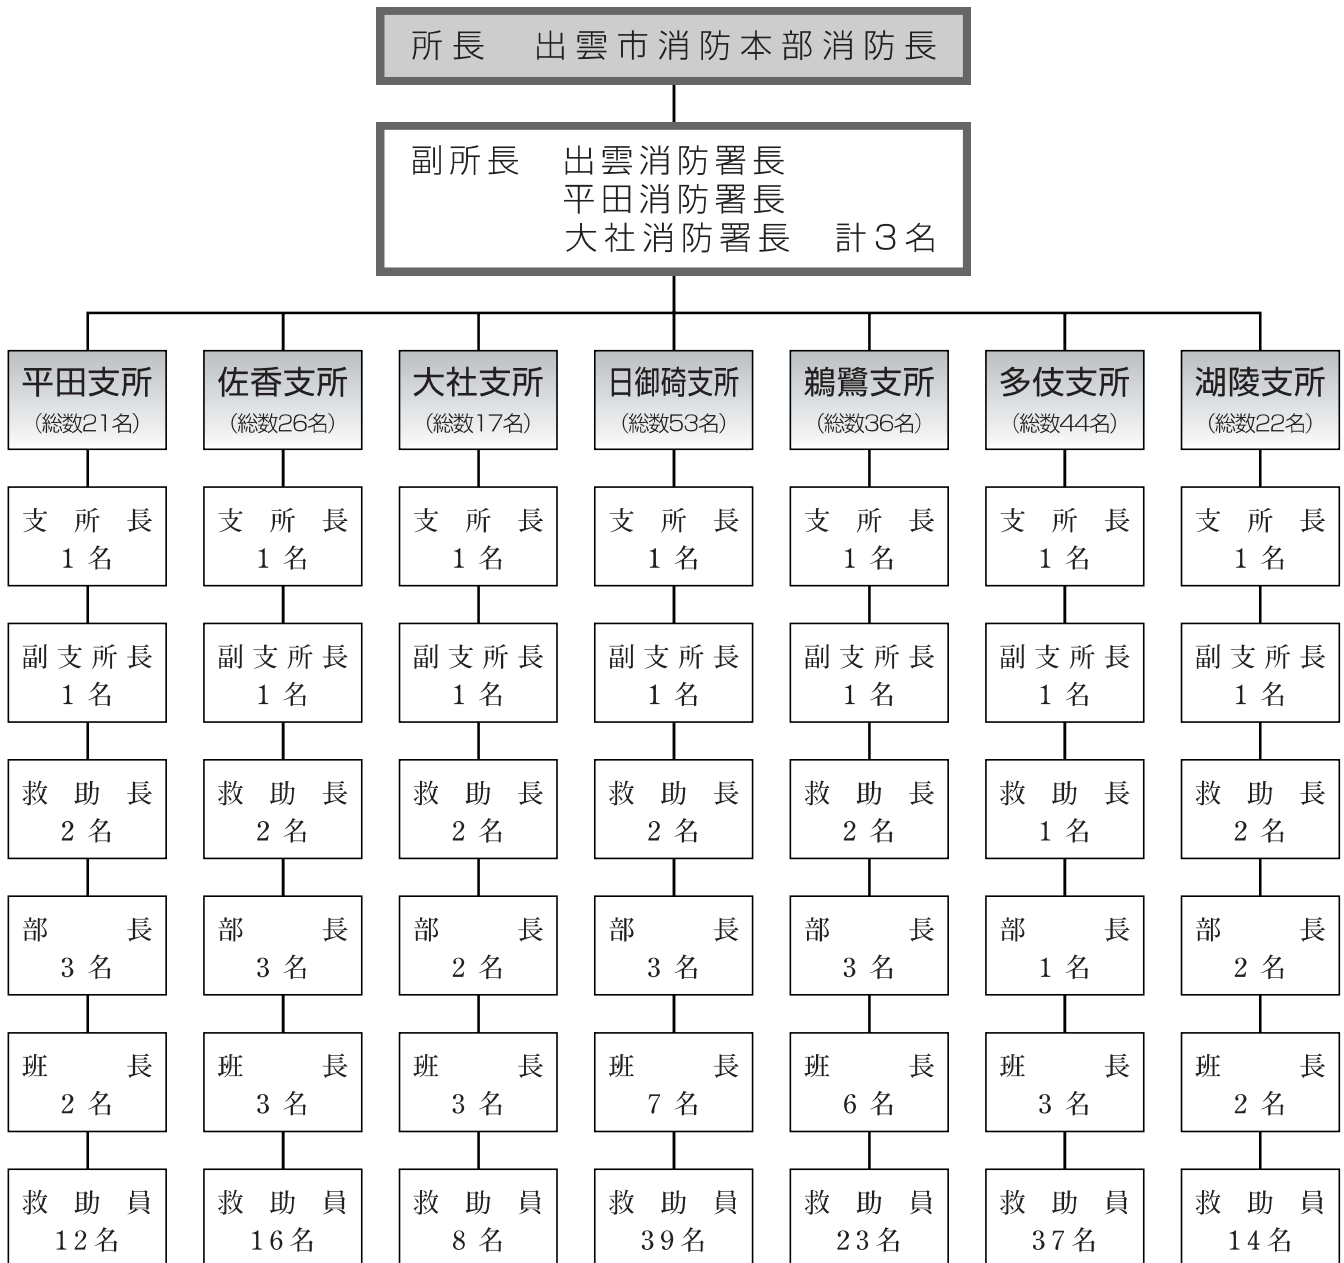 所長　出雲市消防本部消防長
副所長　出雲消防署長
平田消防署長
大社消防署長　計3名
平田支所
（総数21名）
支所長
1名
副支所長
1名
救助長
2名
部長
3名
班長
2名
救助員
12名
佐香支所
（総数26名）
支所長
1名
副支所長
1名
救助長
2名
部長
3名
班長
3名
救助員
16名
大社支所
（総数17名）
支所長
1名
副支所長
1名
救助長
2名
部長
2名
班長
3名
救助員
8名
日御碕支所
（総数53名）
支所長
1名
副支所長
1名
救助長
2名
部長
3名
班長
7名
救助員
39名
鵜鷺支所
（総数36名）
支所長
1名
副支所長
1名
救助長
2名
部長
3名
班長
6名
救助員
23名
多伎支所
（総数44名）
支所長
1名
副支所長
1名
救助長
1名
部長
1名
班長
3名
救助員
37名
湖陵支所
（総数22名）
支所長
1名
副支所長
1名
救助長
2名
部長
2名
班長
2名
救助員
14名